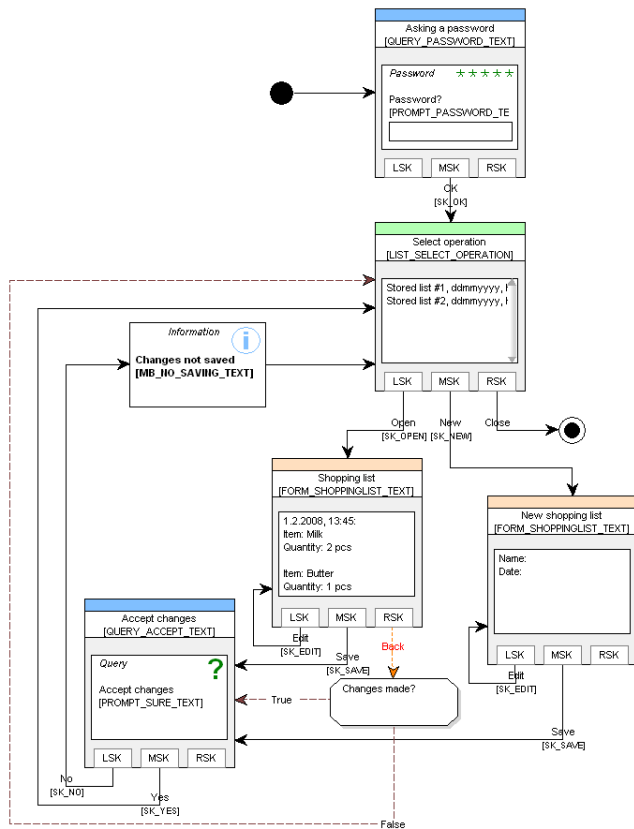 Asking a password
[QUERY_PASSWORD_TEXT]
Password
*****
Password?
[PROMPT_PASSWORD_TE
LSK
MSK
RSK
OK
[SK_OK]
Select operation
[LIST_SELECT_OPERATION]
Stored list #1, ddmmyyyy, h
Stored list #2, ddmmyyyy, h
LSK
MSK
RSK
Information
i
Changes not saved
[MB_NO_SAVING_TEXT]
Open
[SK_OPEN]
New
[SK_NEW]
Close
Shopping list
[FORM_SHOPPINGLIST_TEXT]
1.2.2008, 13:45:
Item: Milk
Quantity: 2 pcs
Item: Butter
Quantity: 1 pcs
LSK
MSK
RSK
Edit
[SK_EDIT]
Save
[SK_SAVE]
Back
New shopping list
[FORM_SHOPPINGLIST_TEXT]
Name:
Date:
LSK
MSK
RSK
Edit
[SK_EDIT]
Save
[SK_SAVE]
Accept changes
[QUERY_ACCEPT_TEXT]
Query
?
Accept changes
[PROMPT_SURE_TEXT]
LSK
MSK
RSK
No
[SK_NO]
Yes
[SK_YES]
True
Changes made?
False